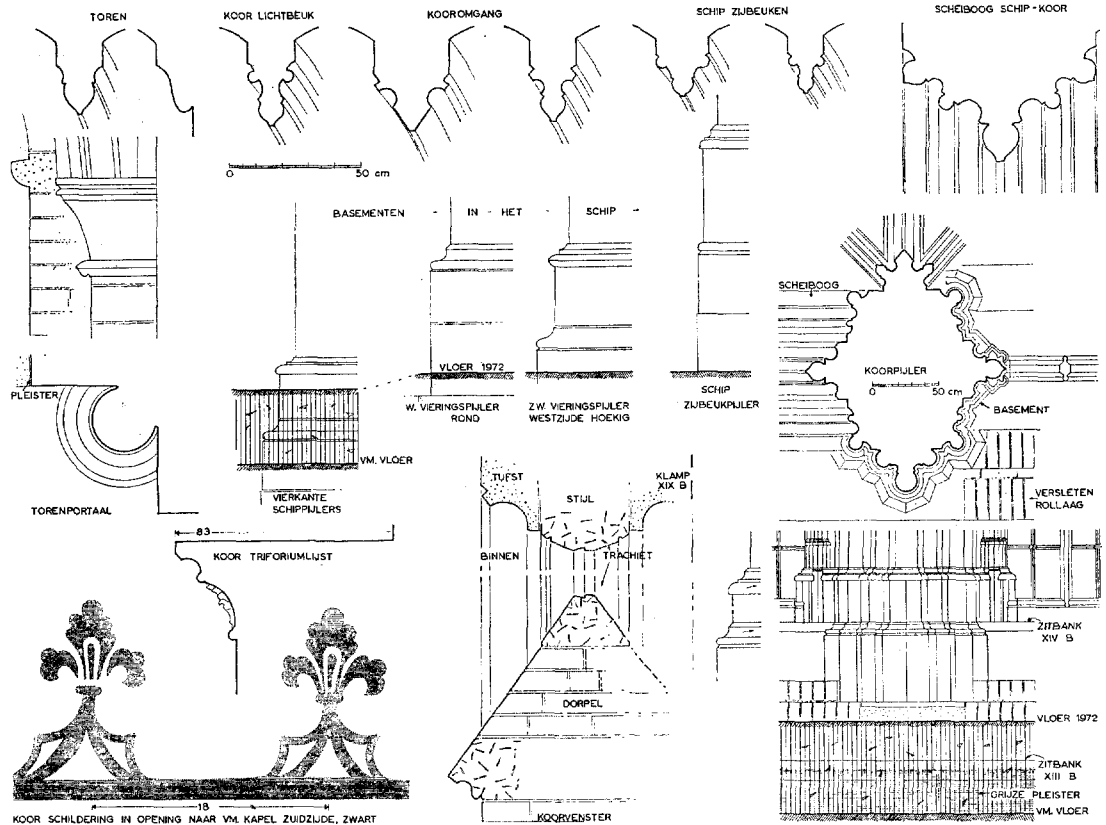 TOREN
KOOR LICHTBEUK
KOOROMGANG
SCHIP ZIJBEUKEN
SCHEIBOOG SCHIP-KOOR
0 50 cm
BASEMENTEN - IN - HET - SCHIP -
SCHEIBOOG
KOORPIJLER
0 50 cm
BASEMENT
VLOER 1972
PLEISTER
W. VIERINGSPIJLER
ROND
ZW. VIERINGSPIJLER
WESTZIJDE HOEKIG
SCHIP
ZIJBEUKPIJLER
VM. VLOER
VIERKANTE
SCHIPPIJLERS
TORENPORTAAL
TUFST
STIJL
KLAMP
XIX B
VERSLETEN
ROLLAAG
83
KOOR TRIFORIUMLIJST
BINNEN
TRACHIET
ZITBANK
XIV B
DORPEL
VLOER 1972
ZITBANK
XIII B
GRIJZE PLEISTER
VM. VLOER
18
KOOR SCHILDERING IN OPENING NAAR VM. KAPEL ZUIDZIJDE, ZWART
KOORVENSTER